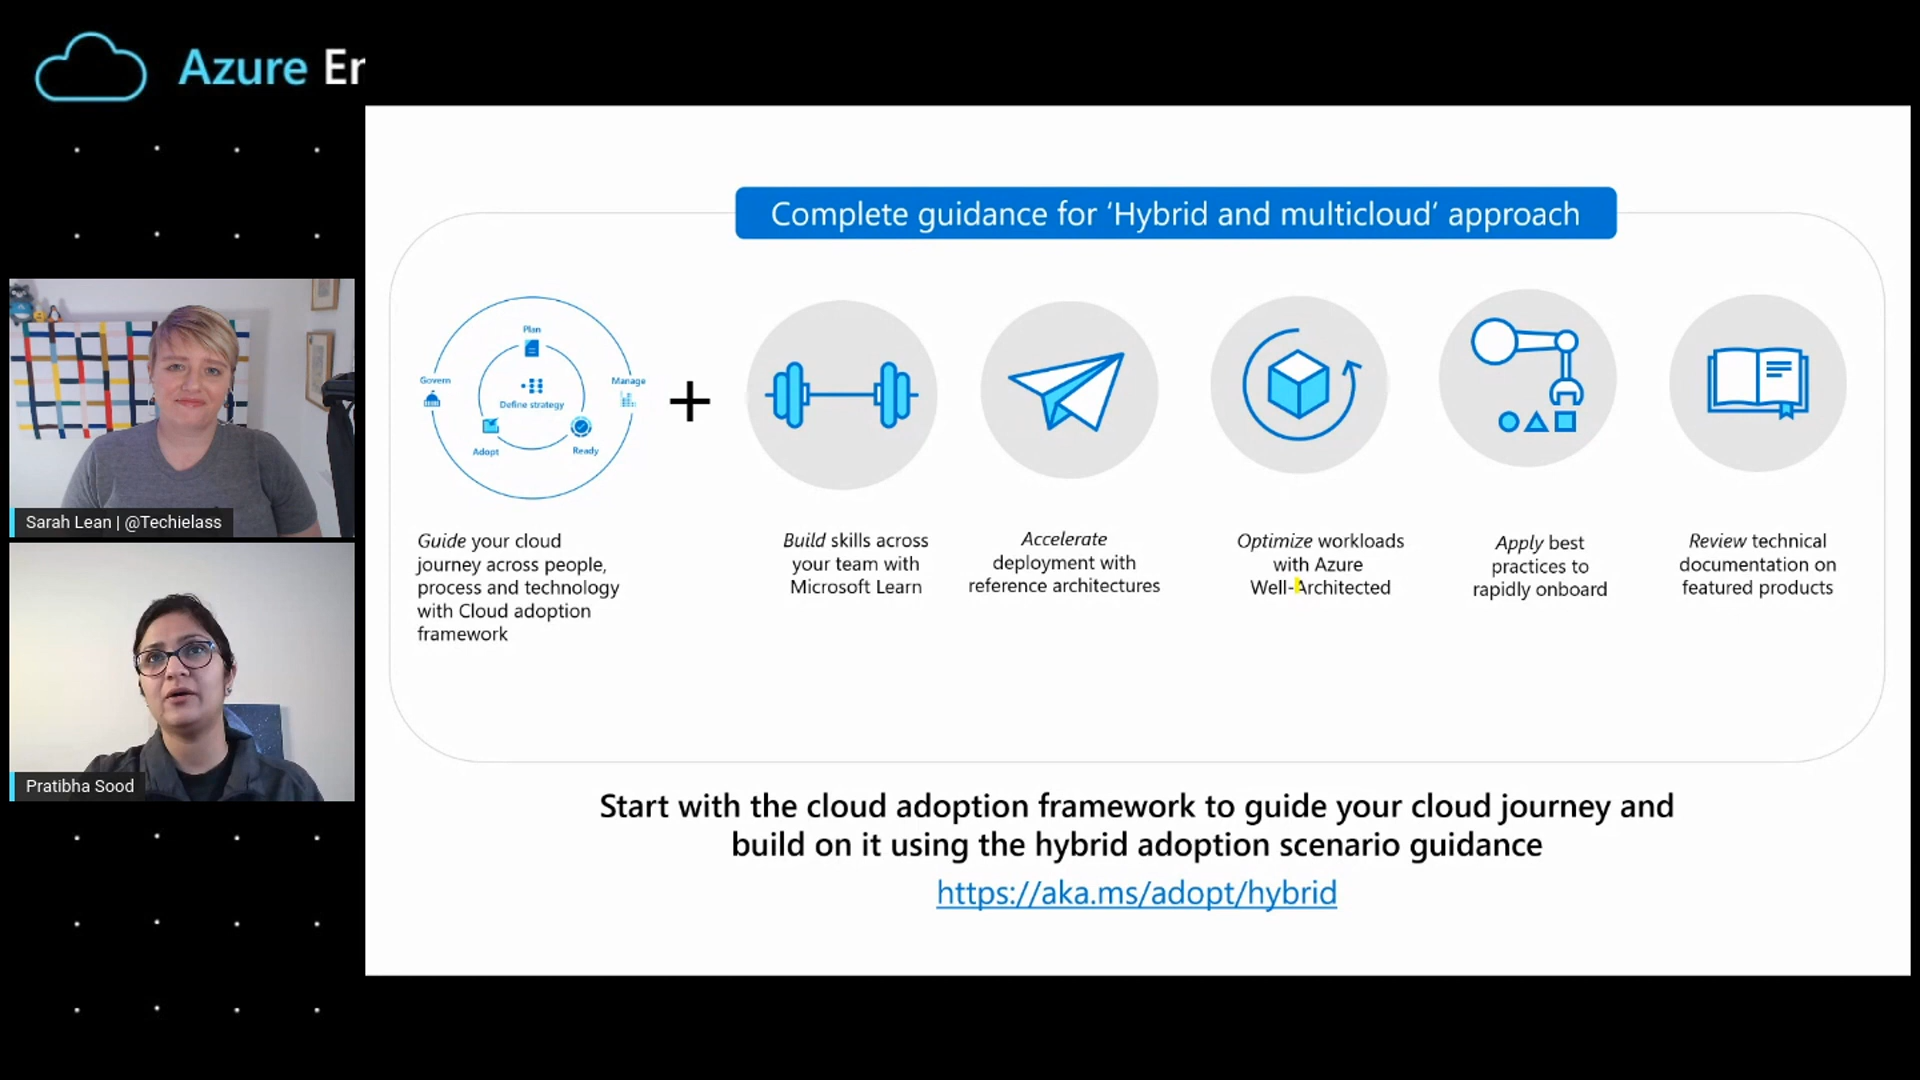 Azure Er
Complete guidance for ‘Hybrid and multicloud’ approach
Plan
Govern
Manage
Define strategy
Adopt
Ready
+
Guide your cloud
journey across people,
process and technology
with Cloud adoption
framework
Build skills across
your team with
Microsoft Learn
Accelerate
deployment with
reference architectures
Optimize workloads
with Azure
Well-Architected
Apply best
practices to
rapidly onboard
Review technical
documentation on
featured products
Sarah Lean | @Techielass
Pratibha Sood
Start with the cloud adoption framework to guide your cloud journey and
build on it using the hybrid adoption scenario guidance
https://aka.ms/adopt/hybrid